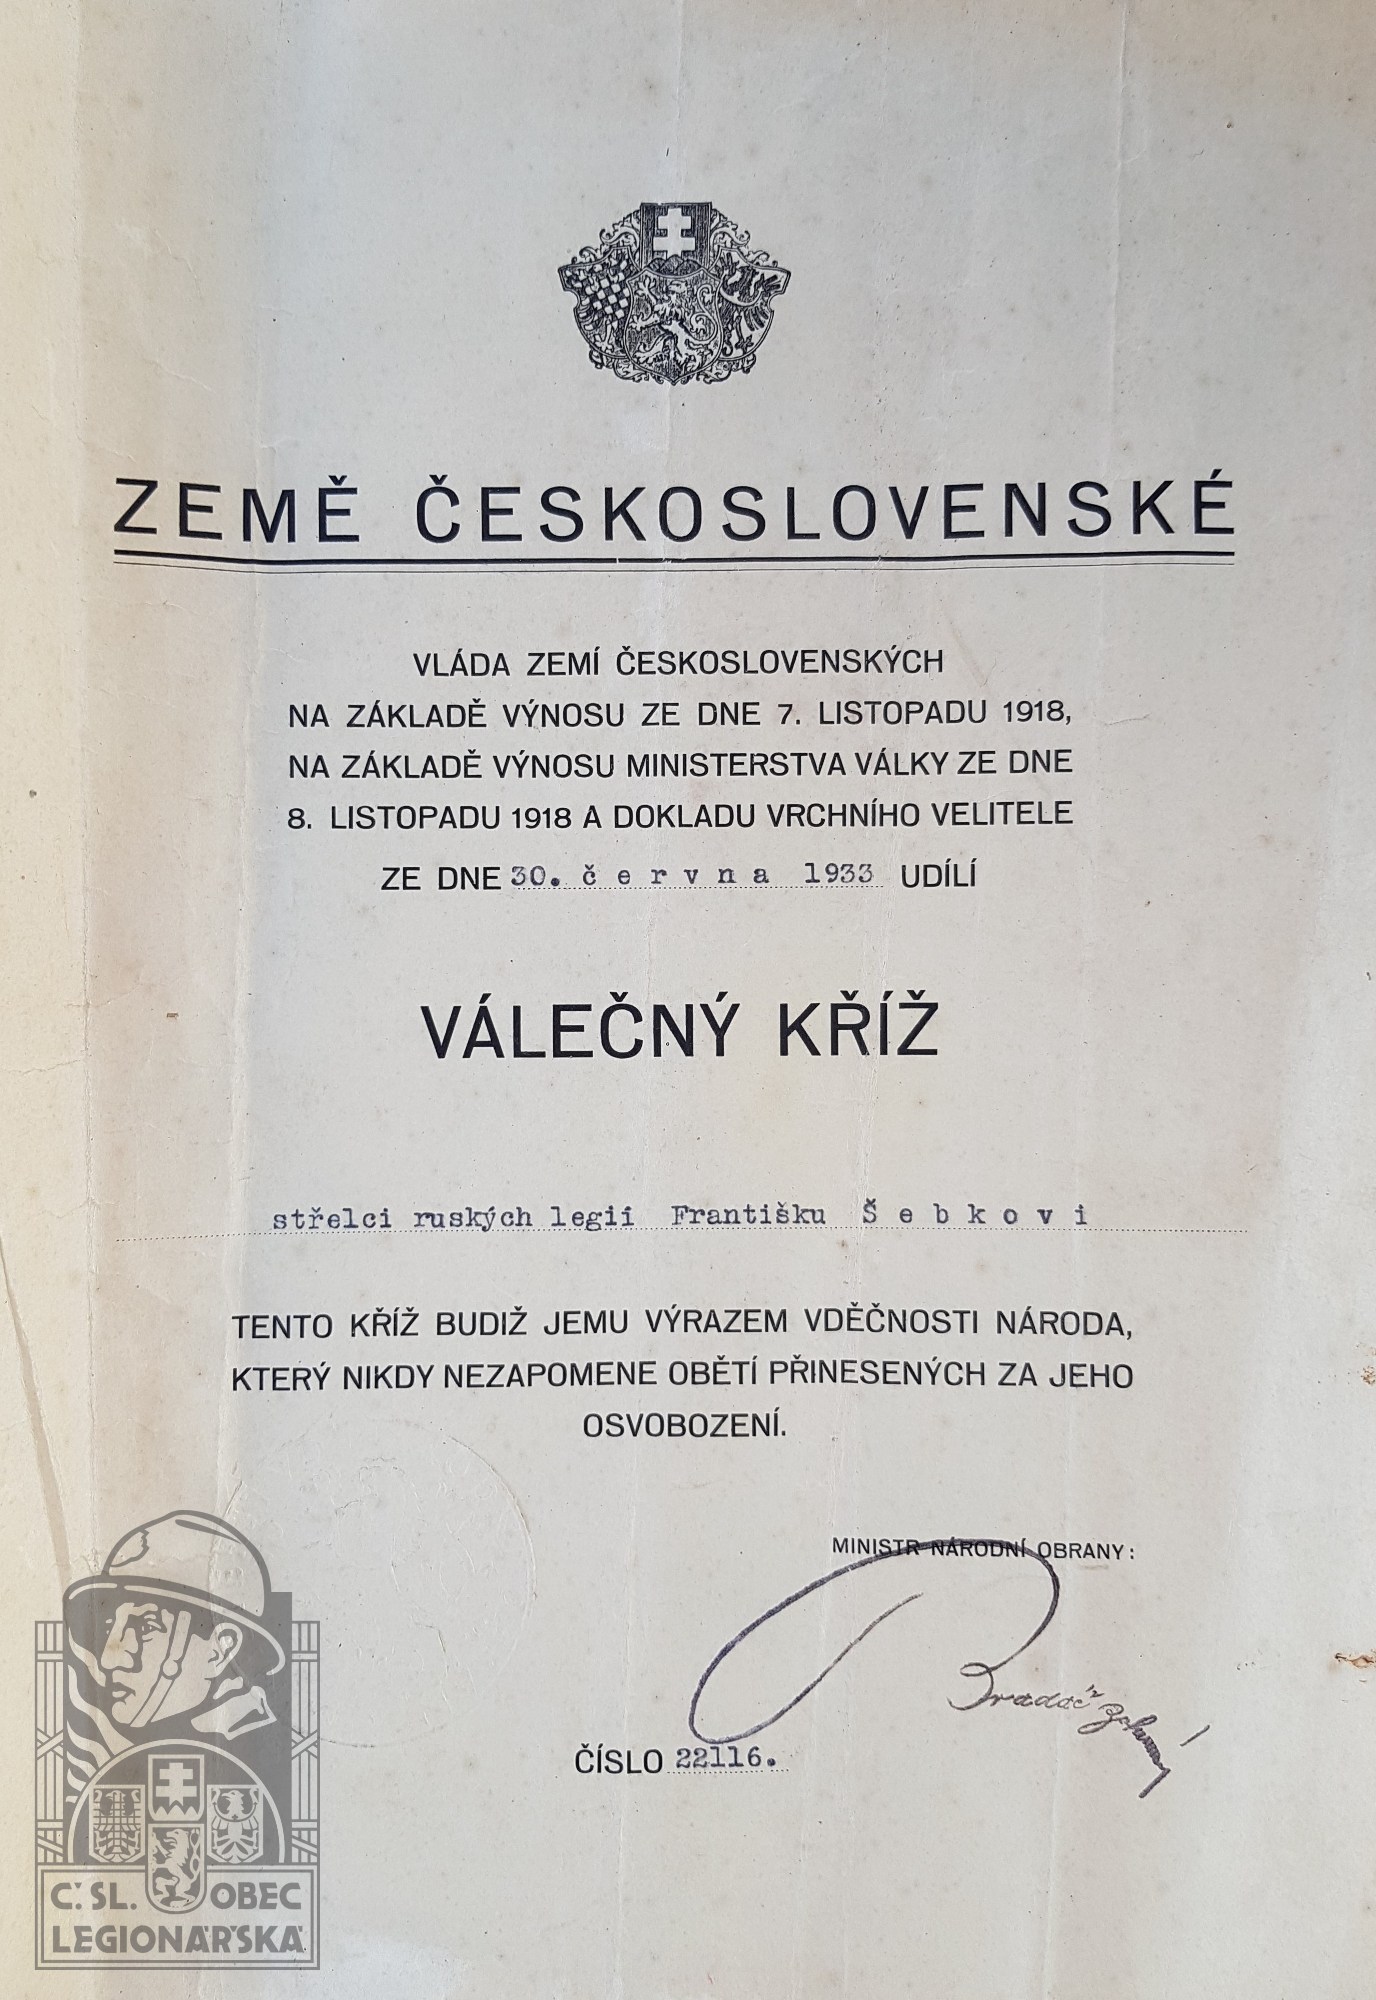 ZEMĚ ČESKOSLOVENSKÉ
VLÁDA ZEMÍ ČESKOSLOVENSKÝCH
NA ZÁKLADĚ VÝNOSU ZE DNE 7. LISTOPADU 1918,
NA ZÁKLADĚ VÝNOSU MINISTERSTVA VÁLKY ZE DNE
8. LISTOPADU 1918 A DOKLADU VRCHNÍHO VELITELE
ZE DNE 30. června 1933 UDÍLÍ
VÁLEČNÝ KŘÍŽ
střelci ruských legií Františku Šebkovi
TENTO KŘÍŽ BUDIŽ JEMU VÝRAZEM VDĚČNOSTI NÁRODA,
KTERÝ NIKDY NEZAPOMENE OBĚTÍ PŘINESENÝCH ZA JEHO
OSVOBOZENÍ.
MINISTR NÁRODNÍ OBRANY:
Bradáč
ČÍSLO 22116.
Č.SL. OBEC
LEGIONÁŘSKÁ